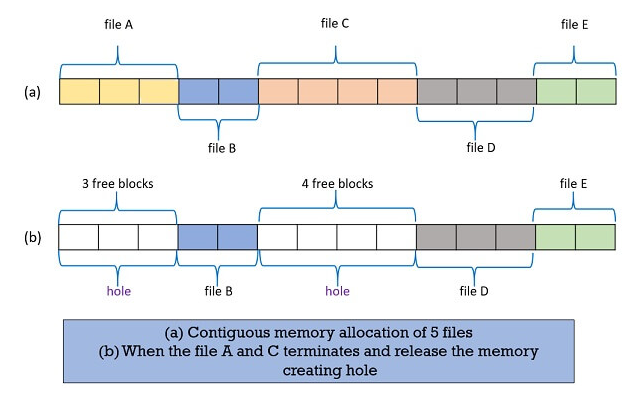 file A
file C
file E
(a)
file B
file D
3 free blocks
4 free blocks
file E
(b)
hole
file B
hole
file D
(a) Contiguous memory allocation of 5 files
(b) When the file A and C terminates and release the memory
creating hole